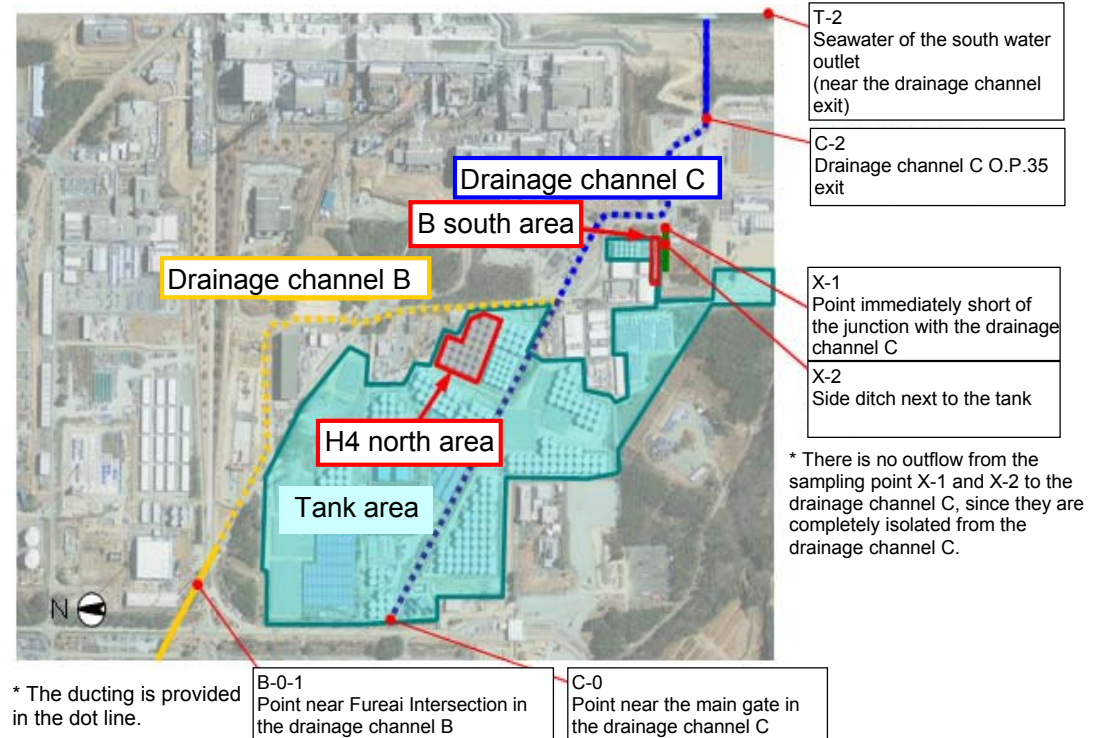 T-2
Seawater of the south water
outlet
(near the drainage channel
exit)
C-2
Drainage channel C O.P.35
exit
Drainage channel C
B south area
Drainage channel B
X-1
Point immediately short of
the junction with the drainage
channel C
X-2
Side ditch next to the tank
H4 north area
* There is no outflow from the
sampling point X-1 and X-2 to the
drainage channel C, since they are
completely isolated from the
drainage channel C.
Tank area
N
* The ducting is provided
in the dot line.
B-0-1
Point near Fureai Intersection in
the drainage channel B
C-0
Point near the main gate in
the drainage channel C